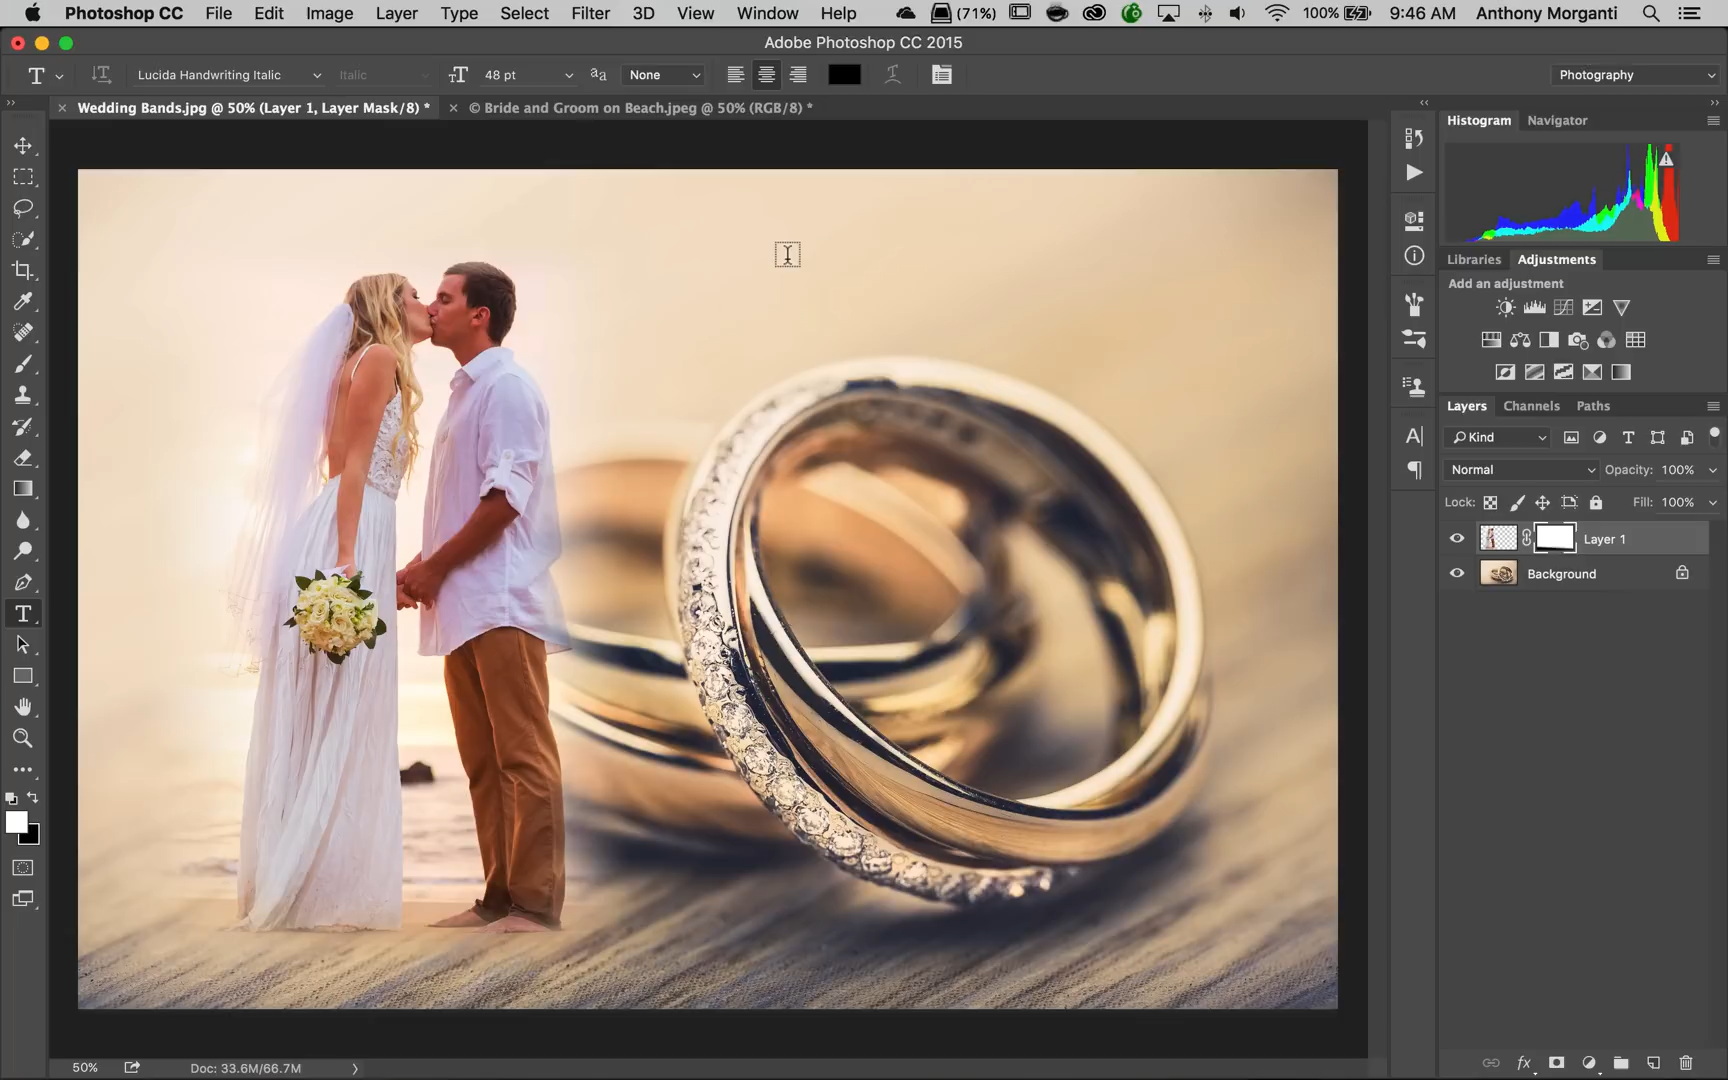 Photoshop CC File Edit Image Layer Type Select Filter 3D View Window Help (71%) 100% 9:46 AM Anthony Morganti
Adobe Photoshop CC 2015
T Lucida Handwriting Italic Italic 48 pt aa None Photography
Wedding Bands.jpg @ 50% (Layer 1, Layer Mask/8) * © Bride and Groom on Beach.jpeg @ 50% (RGB/8) *
Histogram Navigator
Libraries Adjustments
Add an adjustment
Layers Channels Paths
Kind
Normal Opacity: 100%
Lock: Fill: 100%
Layer 1
Background
50% Doc: 33.6M/66.7M
fx